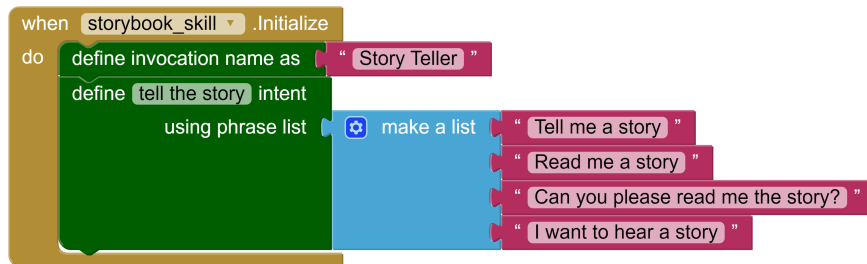 when storybook_skill .Initialize
do define invocation name as “ Story Teller ”
define tell the story intent
using phrase list make a list “ Tell me a story ”
“ Read me a story ”
“ Can you please read me the story? ”
“ I want to hear a story ”